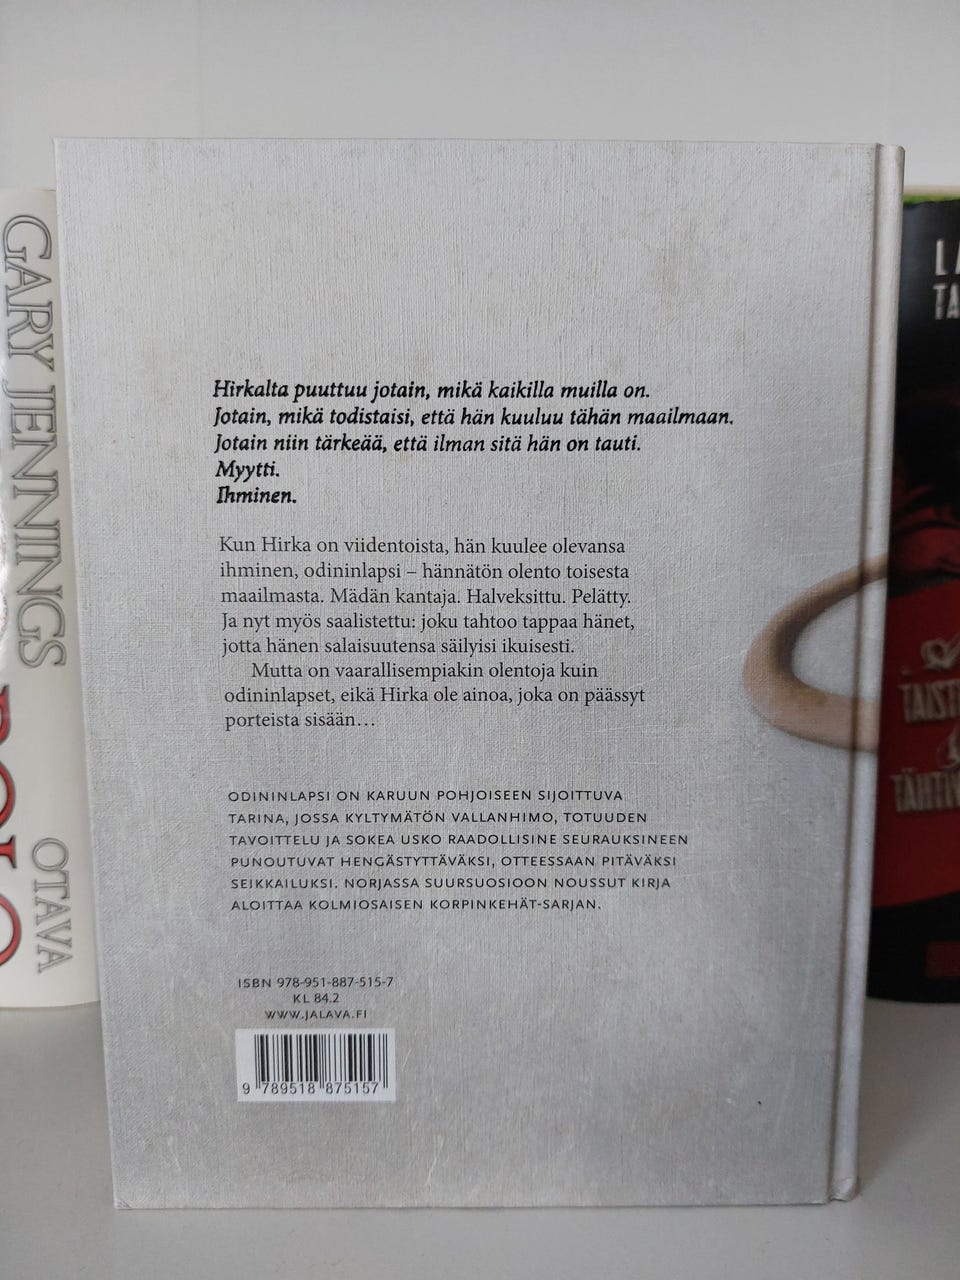 GARY JENNINGS
OTAVA
Hirkalta puuttuu jotain, mikä kaikilla muilla on.
Jotain, mikä todistaisi, että hän kuuluu tähän maailmaan.
Jotain niin tärkeää, että ilman sitä hän on tauti.
Myytti.
Ihminen.
Kun Hirka on viidentoista, hän kuulee olevansa
ihminen, odininlapsi – hännätön olento toisesta
maailmasta. Mädän kantaja. Halveksittu. Pelätty.
Ja nyt myös saalistettu: joku tahtoo tappaa hänet,
jotta hänen salaisuutensa säilyisi ikuisesti.
Mutta on vaarallisempiakin olentoja kuin
odininlapset, eikä Hirka ole ainoa, joka on päässyt
porteista sisään…
ODININLAPSI ON KARUUN POHJOISEEN SIJOITTUVA
TARINA, JOSSA KYLTYMÄTÖN VALLANHIMO, TOTUUDEN
TAVOITTELU JA SOKEA USKO RAADOLLISINE SEURAUKSINEEN
PUNOUTUVAT HENGÄSTYTTÄVÄKSI, OTTEESSAAN PITÄVÄKSI
SEIKKAILUKSI. NORJASSA SUURSUOSIOON NOUSSUT KIRJA
ALOITTAA KOLMIOSAISEN KORPINKEHÄT-SARJAN.
ISBN 978-951-887-515-7
KL 84.2
WWW.JALAVA.FI
9 789518 875157